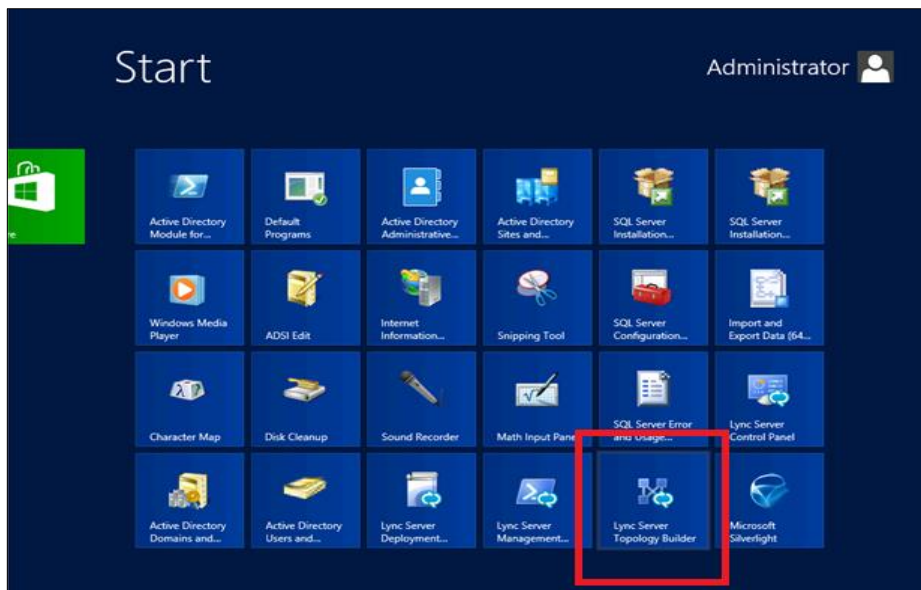 Start
Administrator
Active Directory
Module for...
Default
Programs
Active Directory
Administrative...
Active Directory
Sites and...
SQL Server
Installation...
SQL Server
Installation...
Windows Media
Player
ADSI Edit
Internet
Information...
Snipping Tool
SQL Server
Configuration...
Import and
Export Data (64...
Character Map
Disk Cleanup
Sound Recorder
Math Input Pane
SQL Server Error
and Usage...
Lync Server
Control Panel
Active Directory
Domains and...
Active Directory
Users and...
Lync Server
Deployment...
Lync Server
Management...
Lync Server
Topology Builder
Microsoft
Silverlight